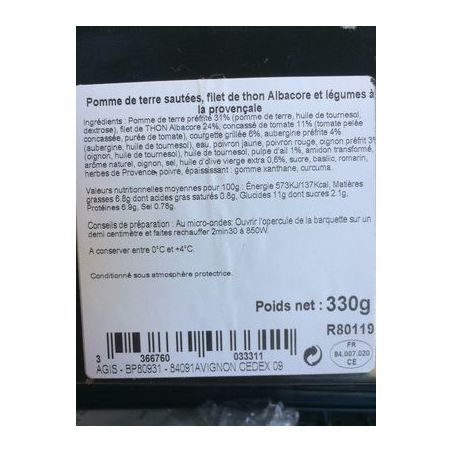 Pomme de terre sautées, filet de thon Albacore et légumes à
la provençale
Ingrédients : Pomme de terre préfrite 31% (pomme de terre, huile de tournesol,
dextrose), filet de THON Albacore 24%, concassé de tomate 11% (tomate pelée
concassée, purée de tomate), courgette grillée 6%, aubergine préfrite 4%
(aubergine, huile de tournesol), eau, poivron jaune, poivron rouge, oignon préfrit 3%
(oignon, huile de tournesol), pulpe d'ail 1%, amidon transformé,
arôme naturel, oignon, sel, huile d'olive vierge extra 0,6%, sucre, basilic, romarin,
herbes de Provence, poivre, épaississant : gomme xanthane, curcuma.
Valeurs nutritionnelles moyennes pour 100g : Énergie 573KJ/137Kcal, Matières
grasses 6.8g dont acides gras saturés 0.8g, Glucides 11g dont sucres 2.1g,
Protéines 6.9g, Sel 0.78g.
Conseils de préparation : Au micro-ondes: Ouvrir l'opercule de la barquette sur un
demi centimètre et faites rechauffer 2min30 à 850W.
A conserver entre 0°C et +4°C.
Conditionné sous atmosphère protectrice.
Poids net : 330g
R80119
3 366760 033311
FR
84.007.020
CE
AGIS - BP80931 - 84091AVIGNON CEDEX 09